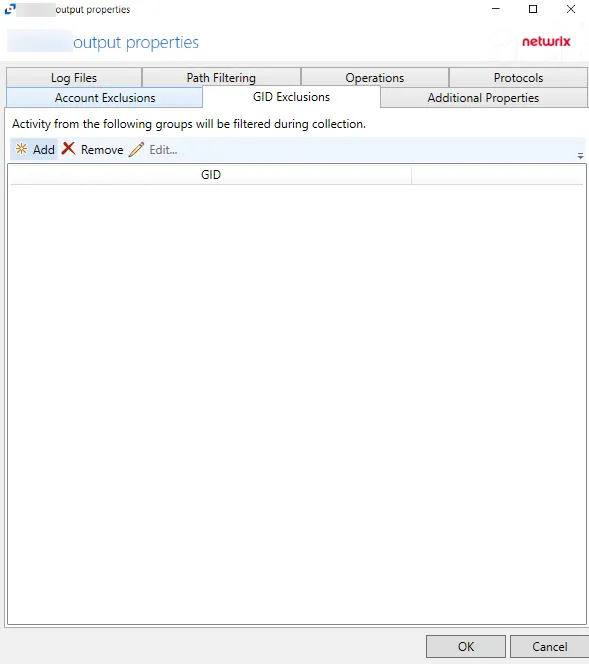 output properties
output properties
netwrix
Log Files Path Filtering Operations Protocols
Account Exclusions GID Exclusions Additional Properties
Activity from the following groups will be filtered during collection.
Add Remove Edit...
GID
OK Cancel